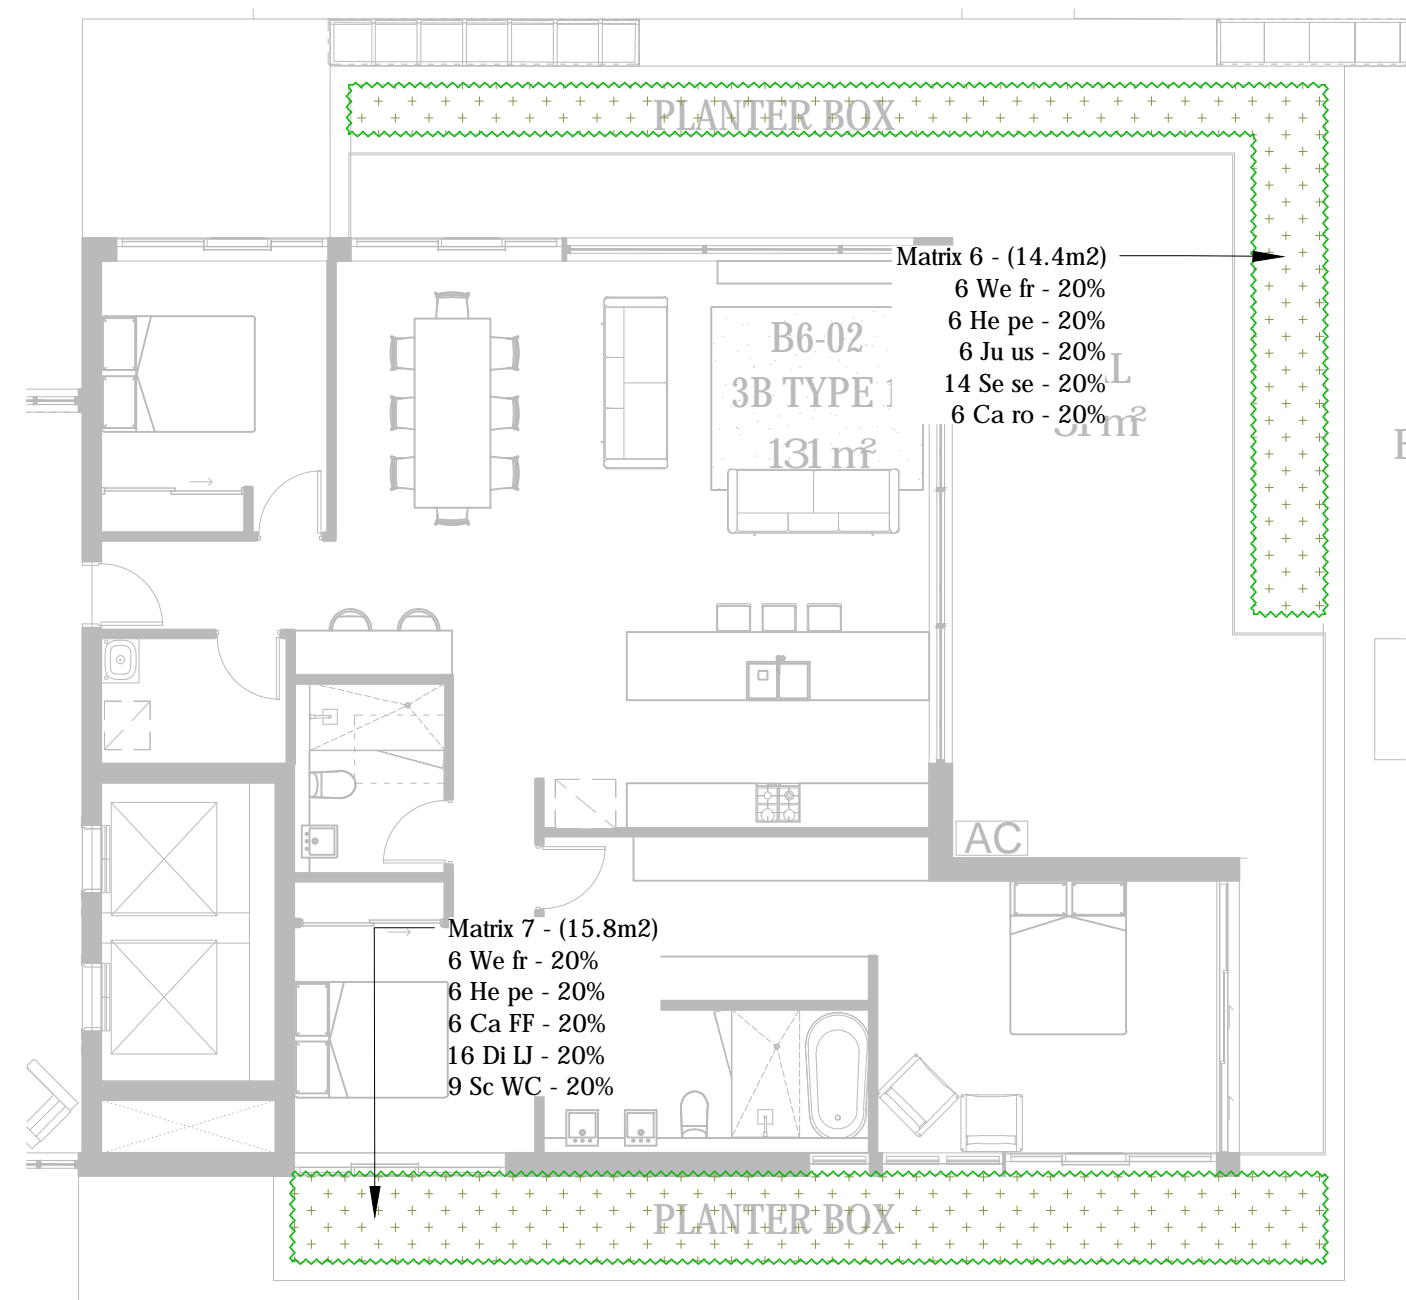 PLANTER BOX
Matrix 6 - (14.4m2)
6 We fr - 20%
6 He pe - 20%
6 Ju us - 20%
14 Se se - 20%
6 Ca ro - 20%
B6-02
3B TYPE
131 m²
m²
AC
Matrix 7 - (15.8m2)
6 We fr - 20%
6 He pe - 20%
6 Ca FF - 20%
16 Di LJ - 20%
9 Sc WC - 20%
PLANTER BOX